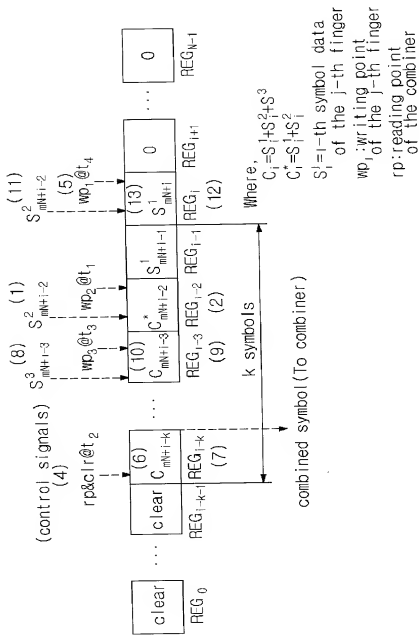 (control signals)
(4) (8) (1) (11)
S³mN+i-3 S²mN+i-2 S²mN+i-2
(5)
rp&clr@t₂ wp₃@t₃ wp₂@t₁ wp₁@t₄
clear ... clear (6) ... (10) C*mN+i-2 S¹mN+i-1 (13) 0 ... 0
CmN+i-k CmN+i-3 S¹mN+i
REG₀ REGi-k-1 REGi-k REGi-3 REGi-2 REGi-1 REGi REGi+1 REGN-1
(7) (9) (2) (12)
k symbols
combined symbol(To combiner)
Where,
Cᵢ=S¹ᵢ+S²ᵢ+S³
C*ᵢ=S¹ᵢ+S²ᵢ
Sʲᵢ=i-th symbol data
of the j-th finger
wpⱼ:writing point
of the j-th finger
rp:reading point
of the combiner